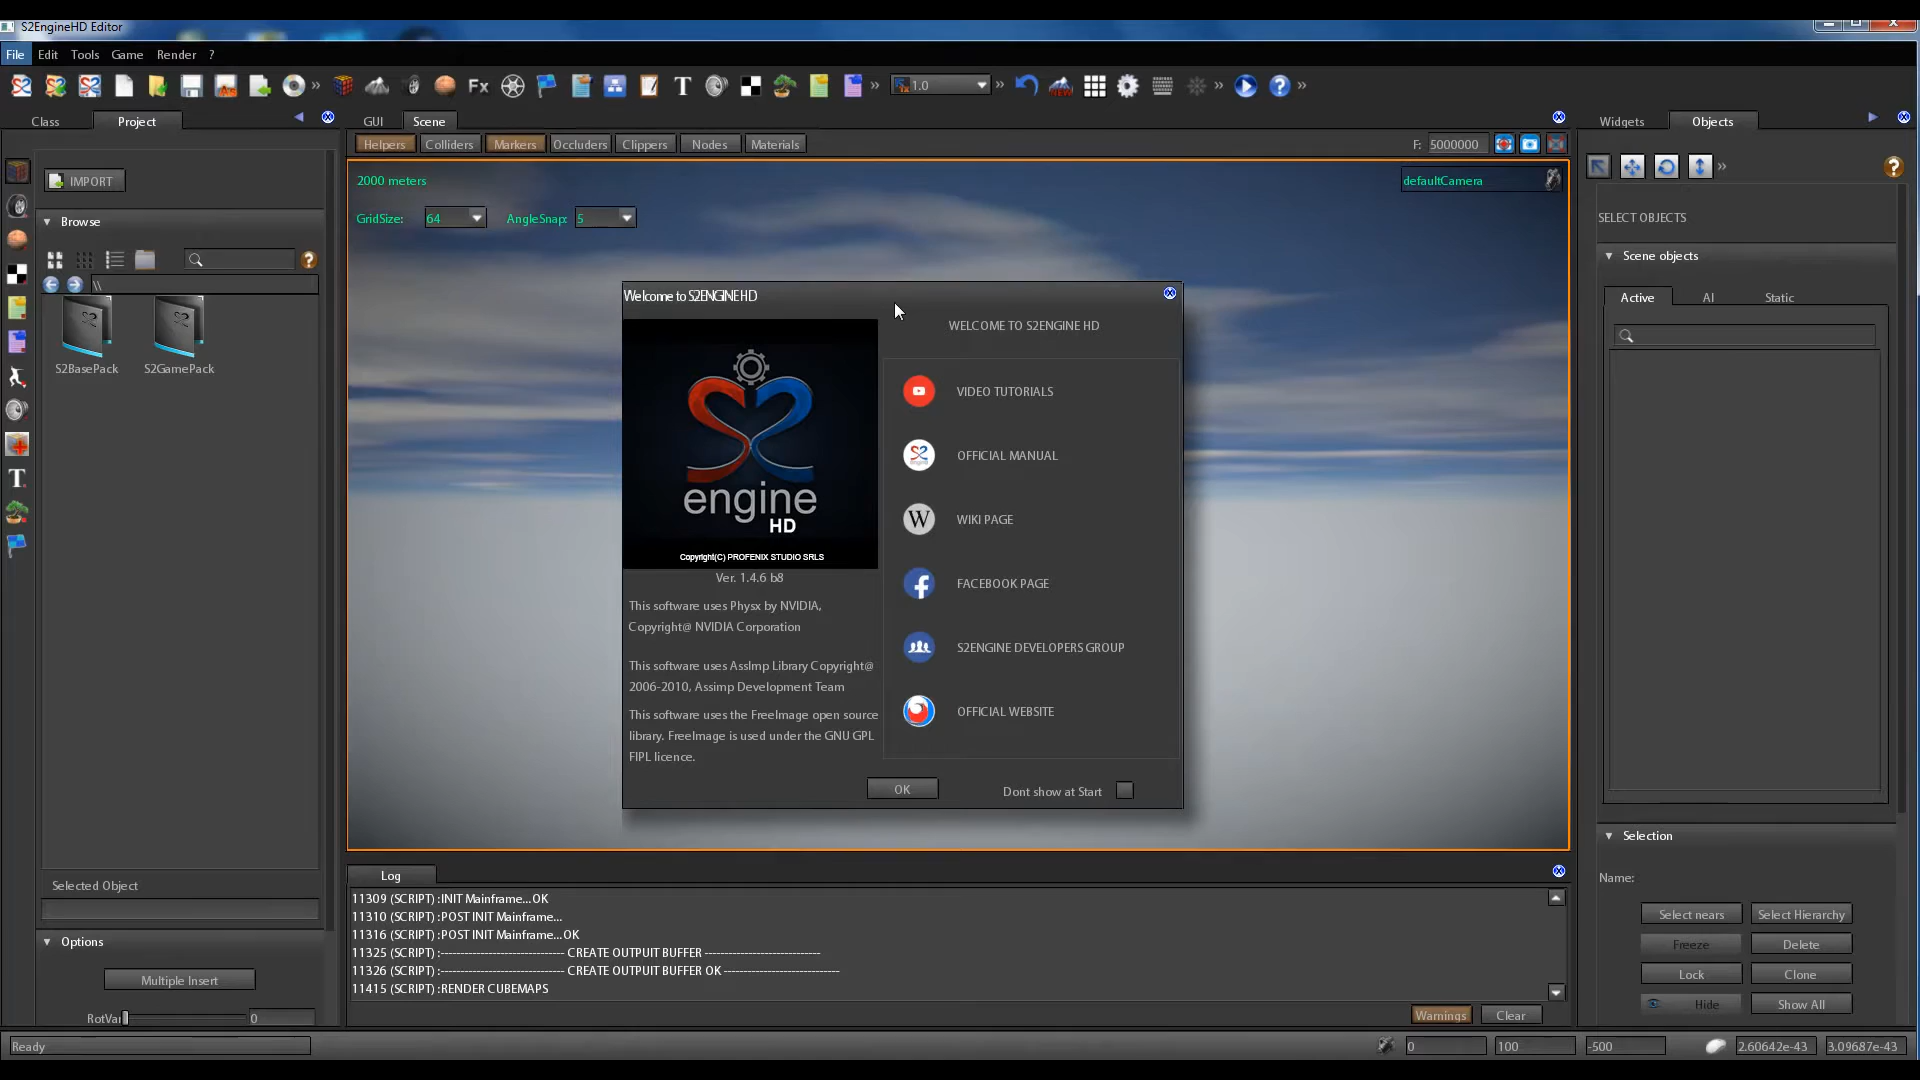 S2EngineHD Editor
File Edit Tools Game Render ?
Fx T 1.0
Class Project
GUI Scene
Widgets Objects
Helpers Colliders Markers Occluders Clippers Nodes Materials
F: 5000000
IMPORT
2000 meters
defaultCamera
GridSize: 64 AngleSnap: 5
SELECT OBJECTS
Browse
Scene objects
\\
Active AI Static
S2BasePack S2GamePack
Welcome to S2ENGINE HD
WELCOME TO S2ENGINE HD
VIDEO TUTORIALS
OFFICIAL MANUAL
WIKI PAGE
FACEBOOK PAGE
S2ENGINE DEVELOPERS GROUP
OFFICIAL WEBSITE
engine
HD
Copyright(C) PROFENIX STUDIO SRLS
Ver. 1.4.6 b8
This software uses Physx by NVIDIA,
Copyright@ NVIDIA Corporation
This software uses AssImp Library Copyright@
2006-2010, Assimp Development Team
This software uses the FreeImage open source
library. FreeImage is used under the GNU GPL
FIPL licence.
OK
Dont show at Start
Selection
Name:
Select nears Select Hierarchy
Freeze Delete
Lock Clone
Hide Show All
Selected Object
Options
Multiple Insert
RotVar 0
Log
11309 (SCRIPT) :INIT Mainframe...OK
11310 (SCRIPT) :POST INIT Mainframe...
11316 (SCRIPT) :POST INIT Mainframe...OK
11325 (SCRIPT) :------------------------------- CREATE OUTPUIT BUFFER -----------------------------
11326 (SCRIPT) :------------------------------- CREATE OUTPUIT BUFFER OK -----------------------------
11415 (SCRIPT) :RENDER CUBEMAPS
Warnings Clear
Ready
0 100 -500 2.60642e-43 3.09687e-43